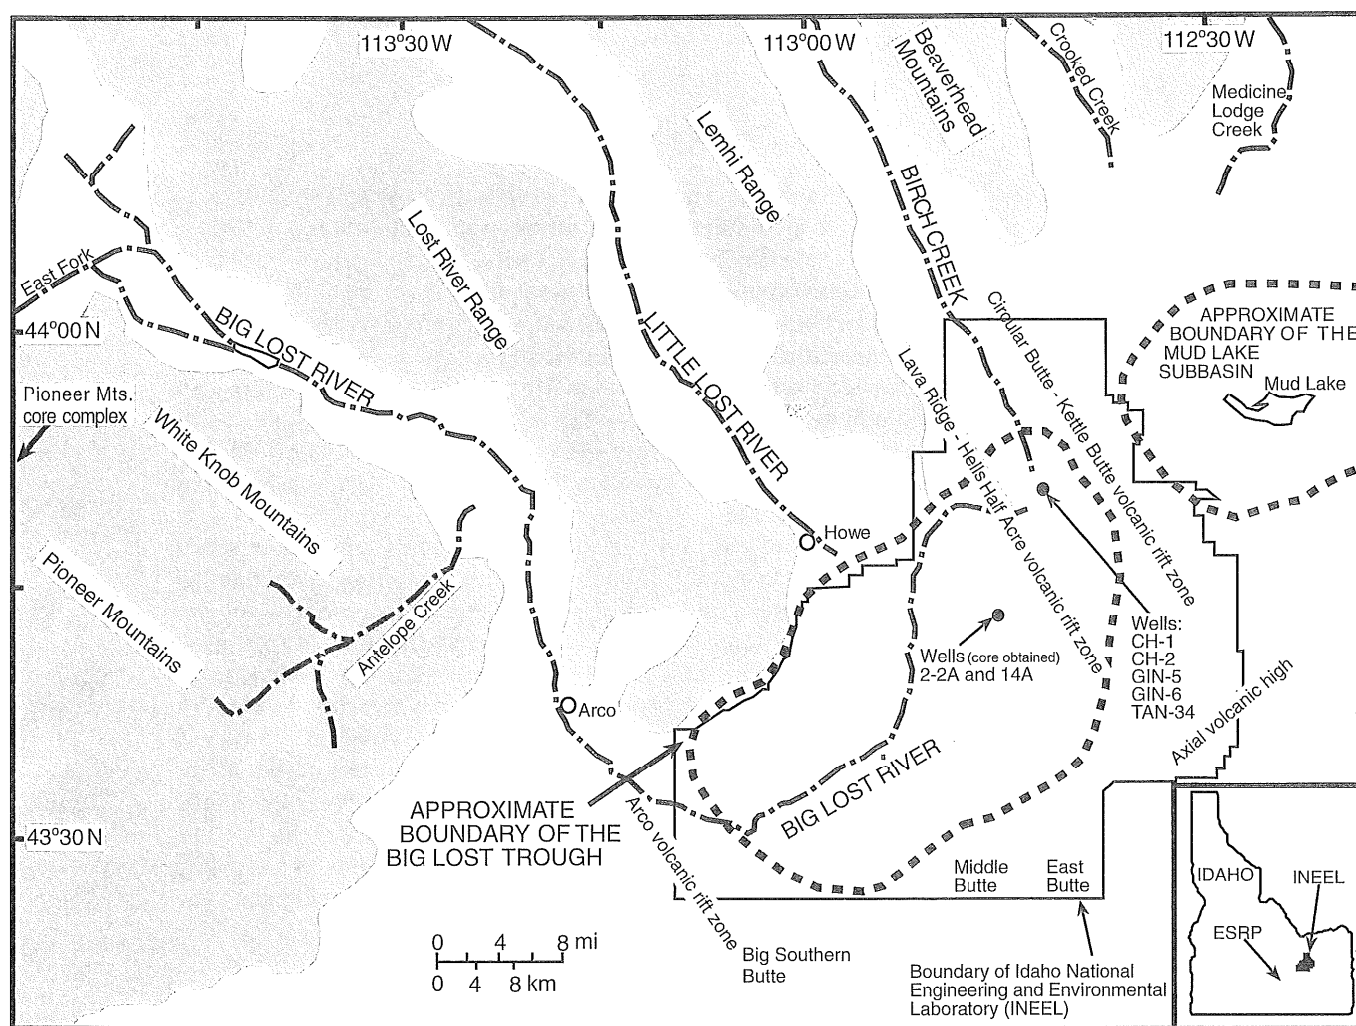 113°30 W
113°00 W
112°30 W
Beaverhead
Mountains
Crooked Creek
Medicine
Lodge
Creek
Lemhi Range
BIRCH CREEK
Lost River Range
East Fork
44°00 N
BIG LOST RIVER
LITTLE LOST RIVER
Circular Butte - Kettle Butte volcanic rift zone
Lava Ridge - Hells Half Acre volcanic rift zone
APPROXIMATE
BOUNDARY OF THE
MUD LAKE
SUBBASIN
Mud Lake
Pioneer Mts.
core complex
White Knob Mountains
Pioneer Mountains
Antelope Creek
Howe
Arco
Wells (core obtained)
2-2A and 14A
Wells:
CH-1
CH-2
GIN-5
GIN-6
TAN-34
Axial volcanic high
BIG LOST RIVER
APPROXIMATE
BOUNDARY OF THE
BIG LOST TROUGH
Arco volcanic rift zone
43°30 N
Middle
Butte
East
Butte
Big Southern
Butte
0 4 8 mi
0 4 8 km
Boundary of Idaho National
Engineering and Environmental
Laboratory (INEEL)
IDAHO
INEEL
ESRP